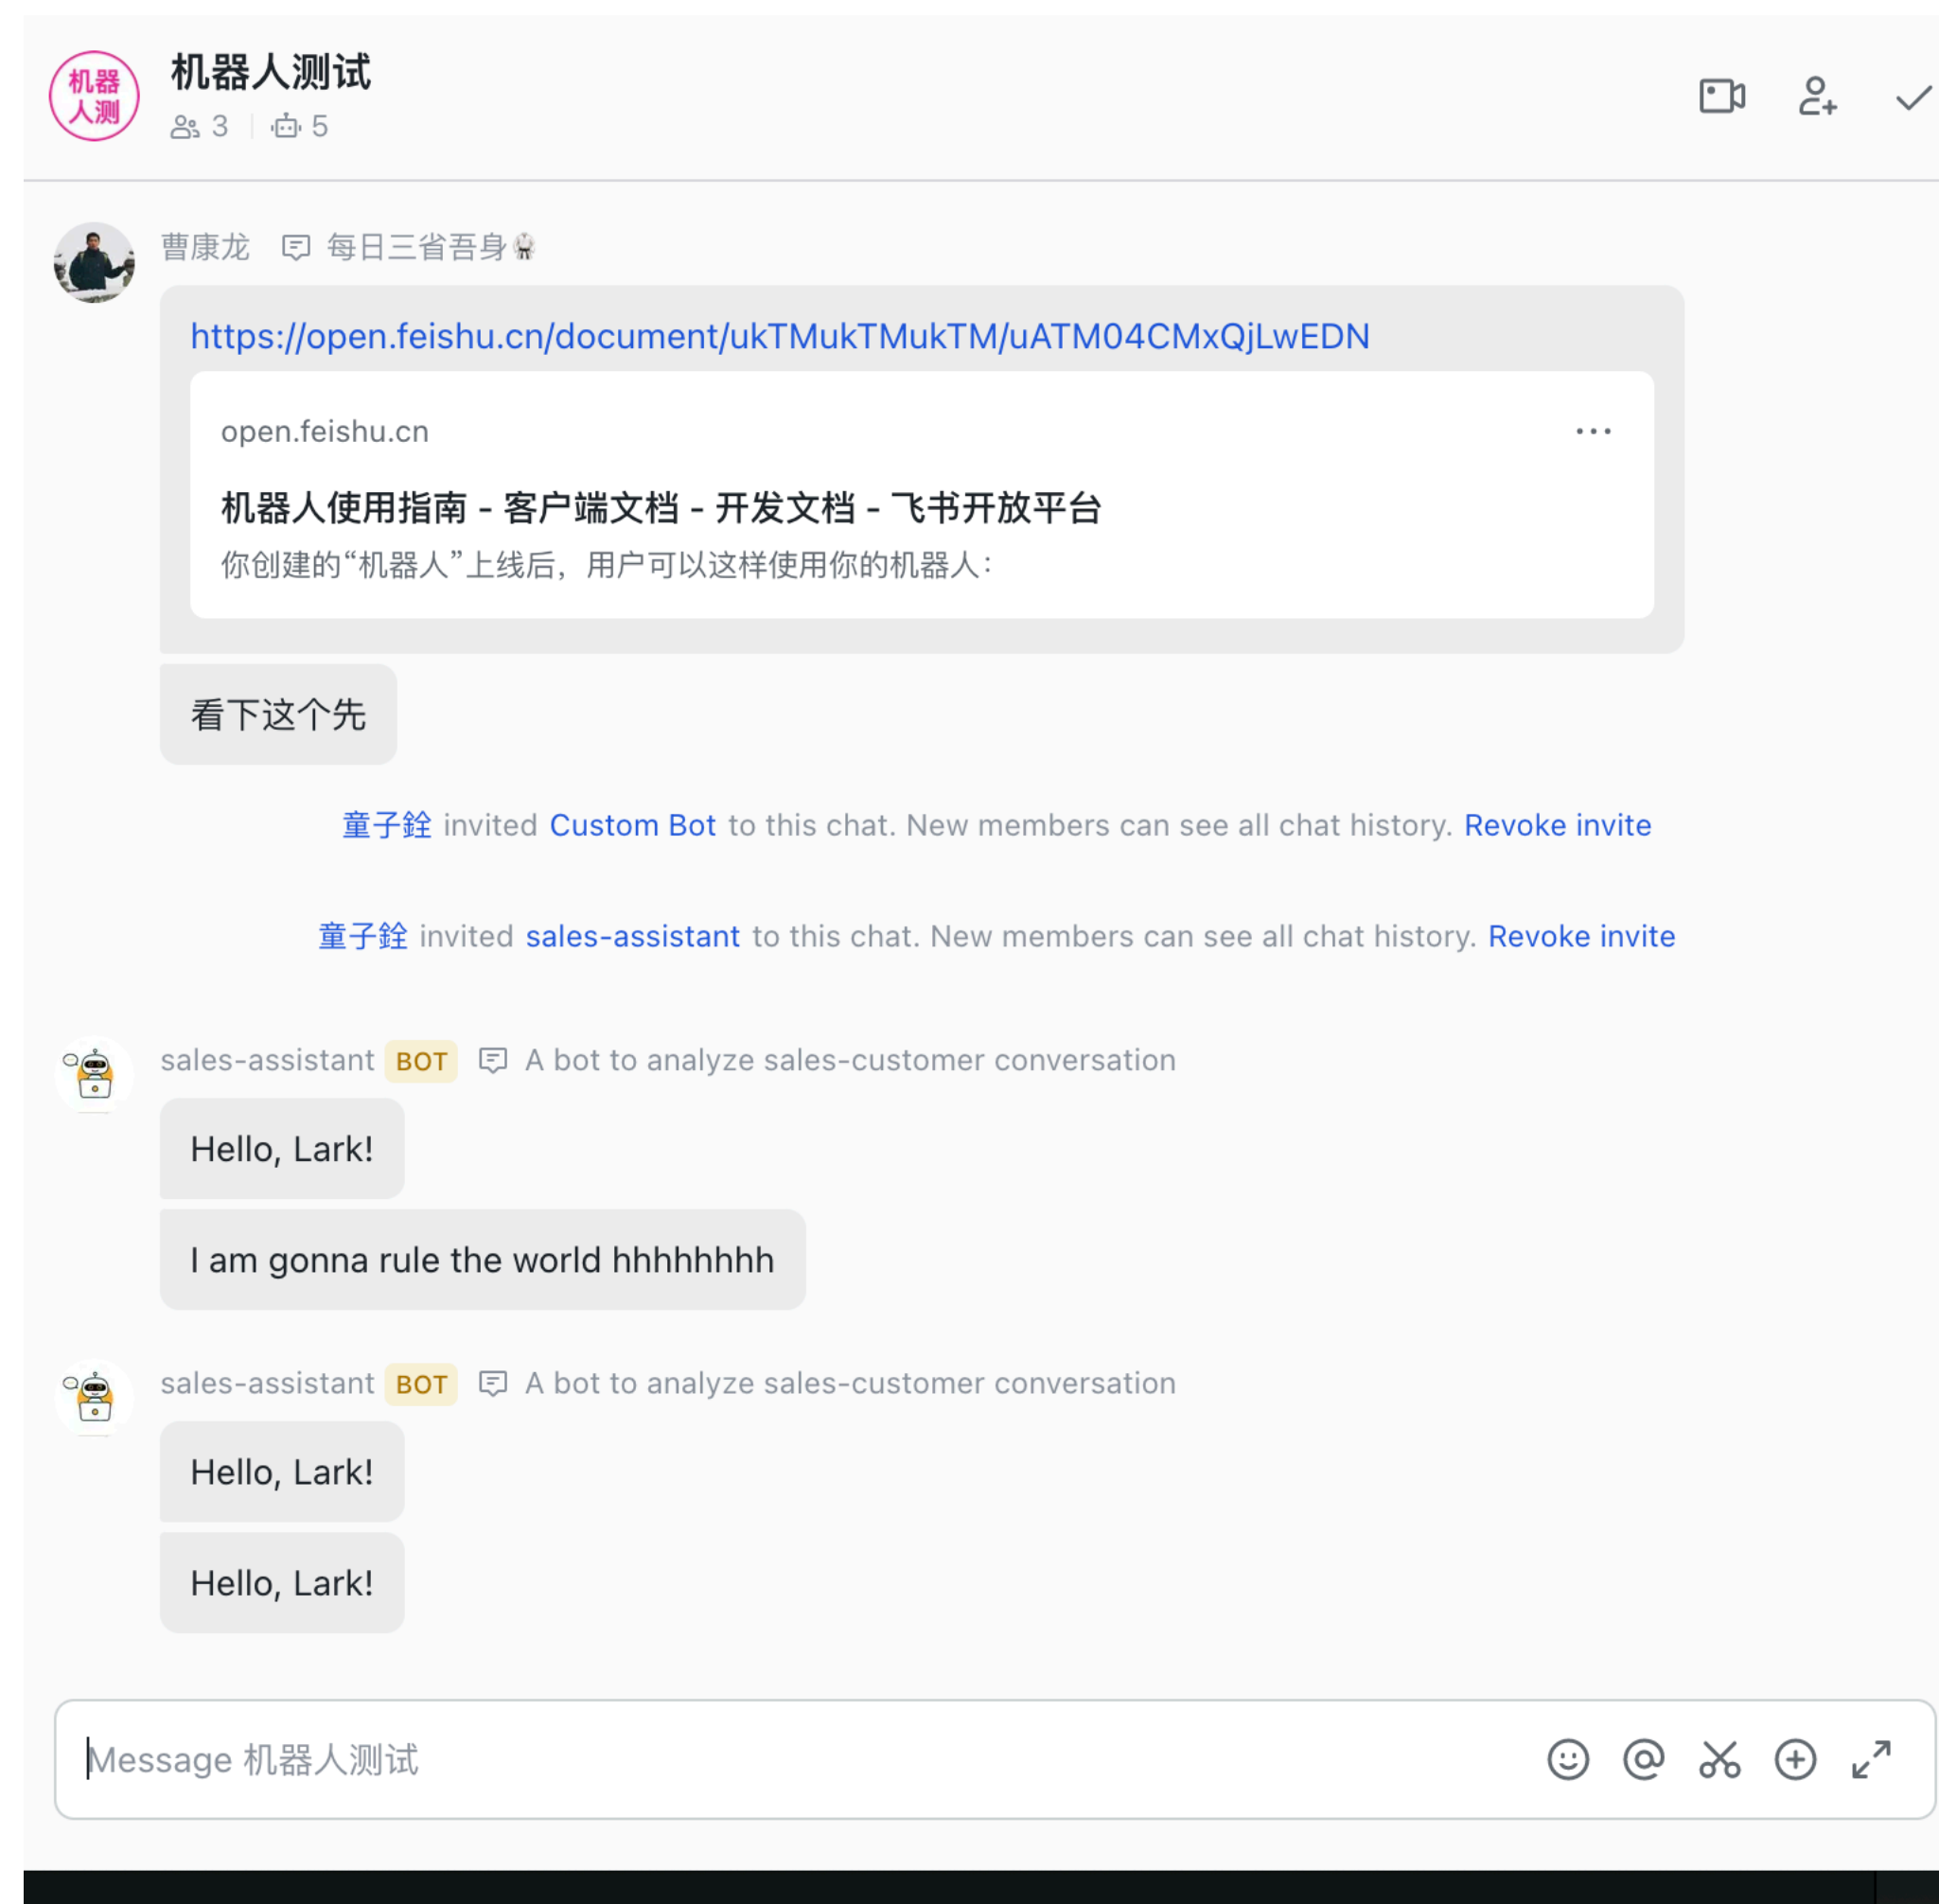 机器
人测
机器人测试
3 5
曹康龙 每日三省吾身
https://open.feishu.cn/document/ukTMukTMukTM/uATM04CMxQjLwEDN
open.feishu.cn
机器人使用指南 - 客户端文档 - 开发文档 - 飞书开放平台
你创建的“机器人”上线后，用户可以这样使用你的机器人：
看下这个先
童子銓 invited Custom Bot to this chat. New members can see all chat history. Revoke invite
童子銓 invited sales-assistant to this chat. New members can see all chat history. Revoke invite
sales-assistant BOT A bot to analyze sales-customer conversation
Hello, Lark!
I am gonna rule the world hhhhhhhh
sales-assistant BOT A bot to analyze sales-customer conversation
Hello, Lark!
Hello, Lark!
Message 机器人测试